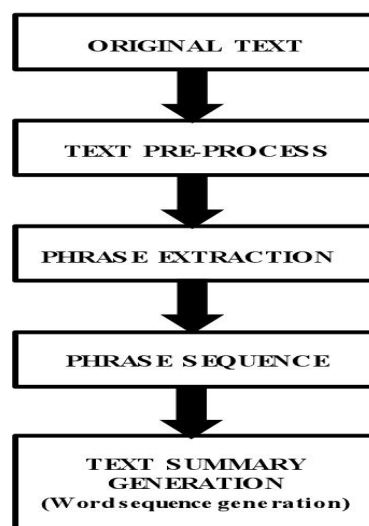 ORIGINAL TEXT
TEXT PRE-PROCESS
PHRASE EXTRACTION
PHRASE SEQUENCE
TEXT SUMMARY
GENERATION
(Word sequence generation)